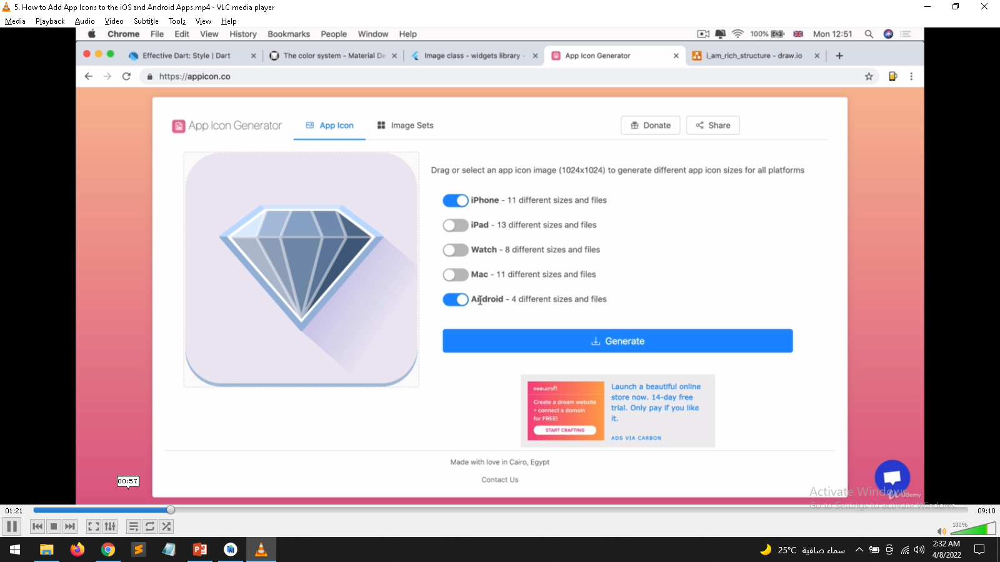 5. How to Add App Icons to the iOS and Android Apps.mp4 - VLC media player
Media Playback Audio Video Subtitle Tools View Help
Chrome File Edit View History Bookmarks People Window Help 100% Mon 12:51
Effective Dart: Style | Dart The color system - Material De Image class - widgets library - App Icon Generator i_am_rich_structure - draw.io
https://appicon.co
App Icon Generator App Icon Image Sets Donate Share
Drag or select an app icon image (1024x1024) to generate different app icon sizes for all platforms
iPhone - 11 different sizes and files
iPad - 13 different sizes and files
Watch - 8 different sizes and files
Mac - 11 different sizes and files
Android - 4 different sizes and files
Generate
Create a dream website
+ connect a domain
for FREE!
START CRAFTING
Launch a beautiful online
store now. 14-day free
trial. Only pay if you like
it.
ADS VIA CARBON
Made with love in Cairo, Egypt
Contact Us
00:57
Activate Windows
Go to Settings to activate Windows.
Udemy
01:21 09:10
100%
25°C سماء صافية
2:32 AM
4/8/2022